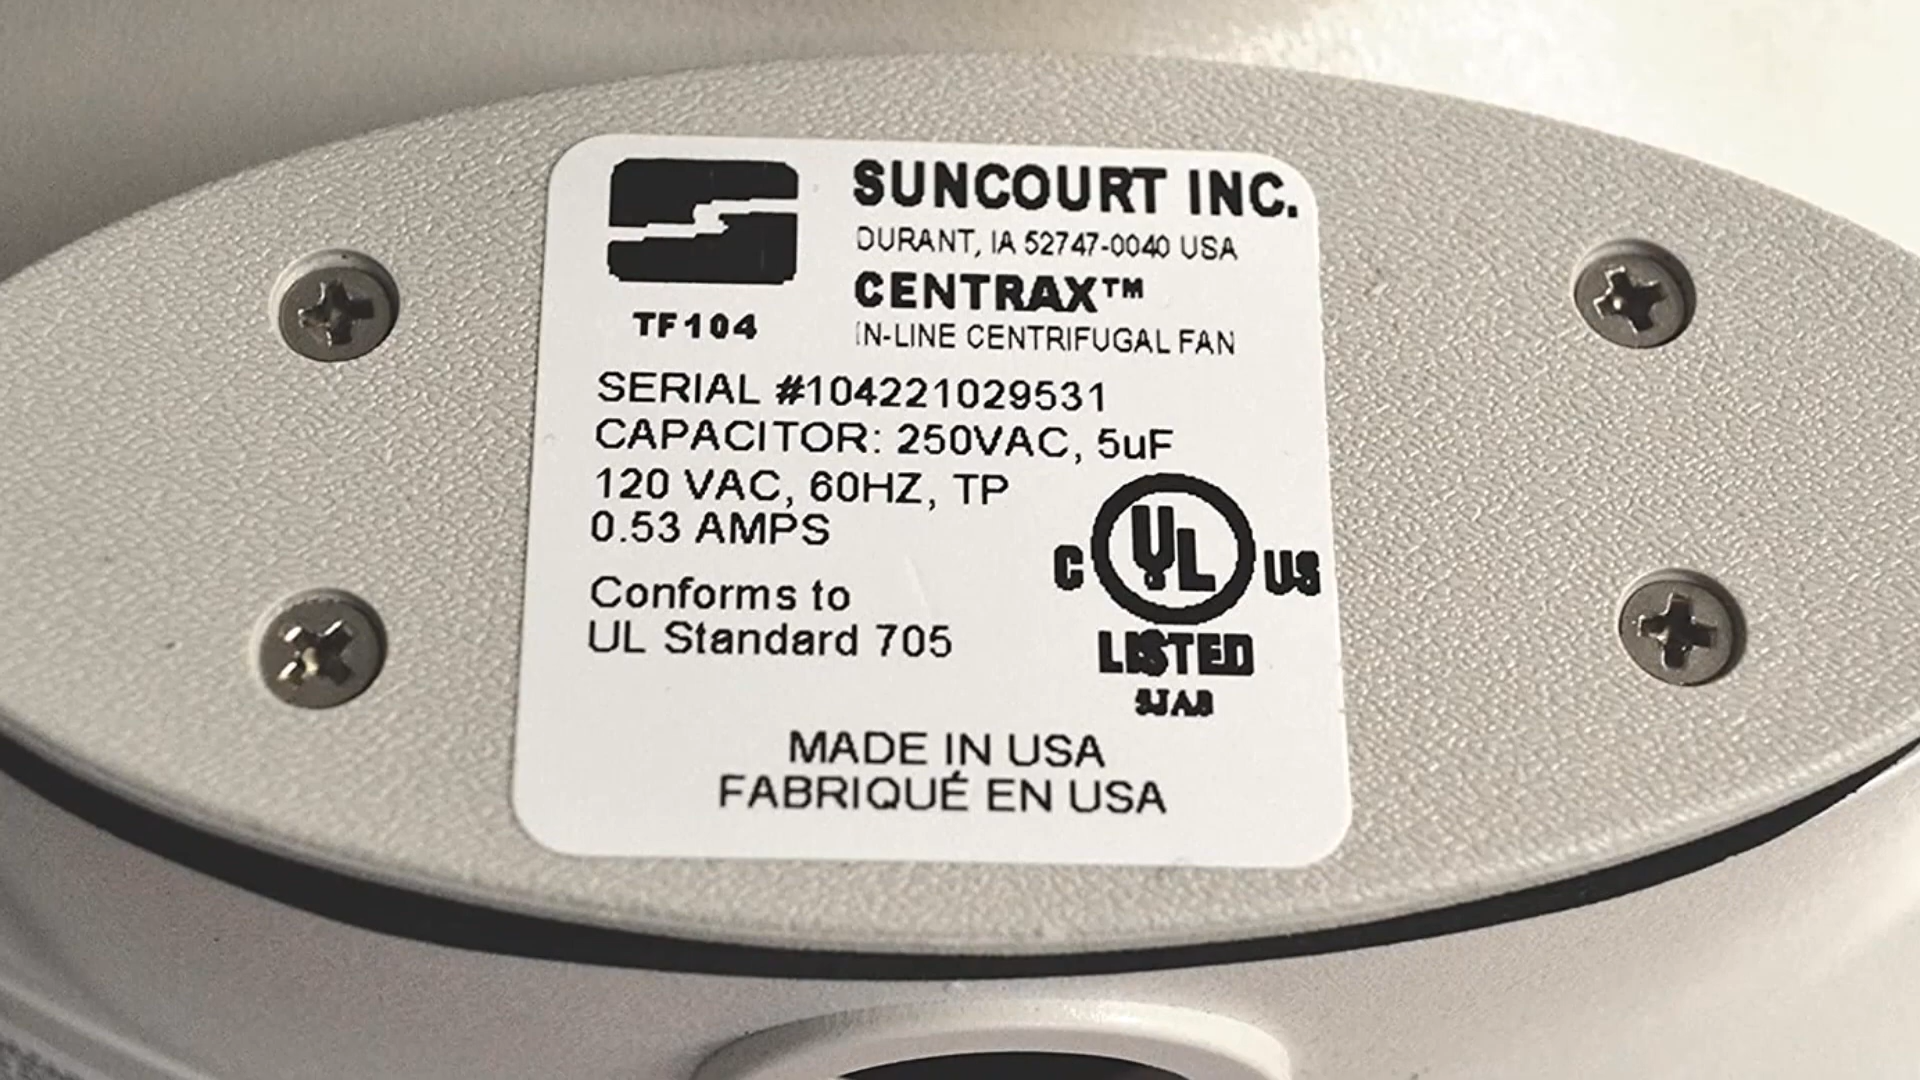 SUNCOURT INC.
DURANT, IA 52747-0040 USA
CENTRAX™
TF104
IN-LINE CENTRIFUGAL FAN
SERIAL #104221029531
CAPACITOR: 250VAC, 5uF
120 VAC, 60HZ, TP
0.53 AMPS
C UL US
LISTED
Conforms to
UL Standard 705
MADE IN USA
FABRIQUÉ EN USA